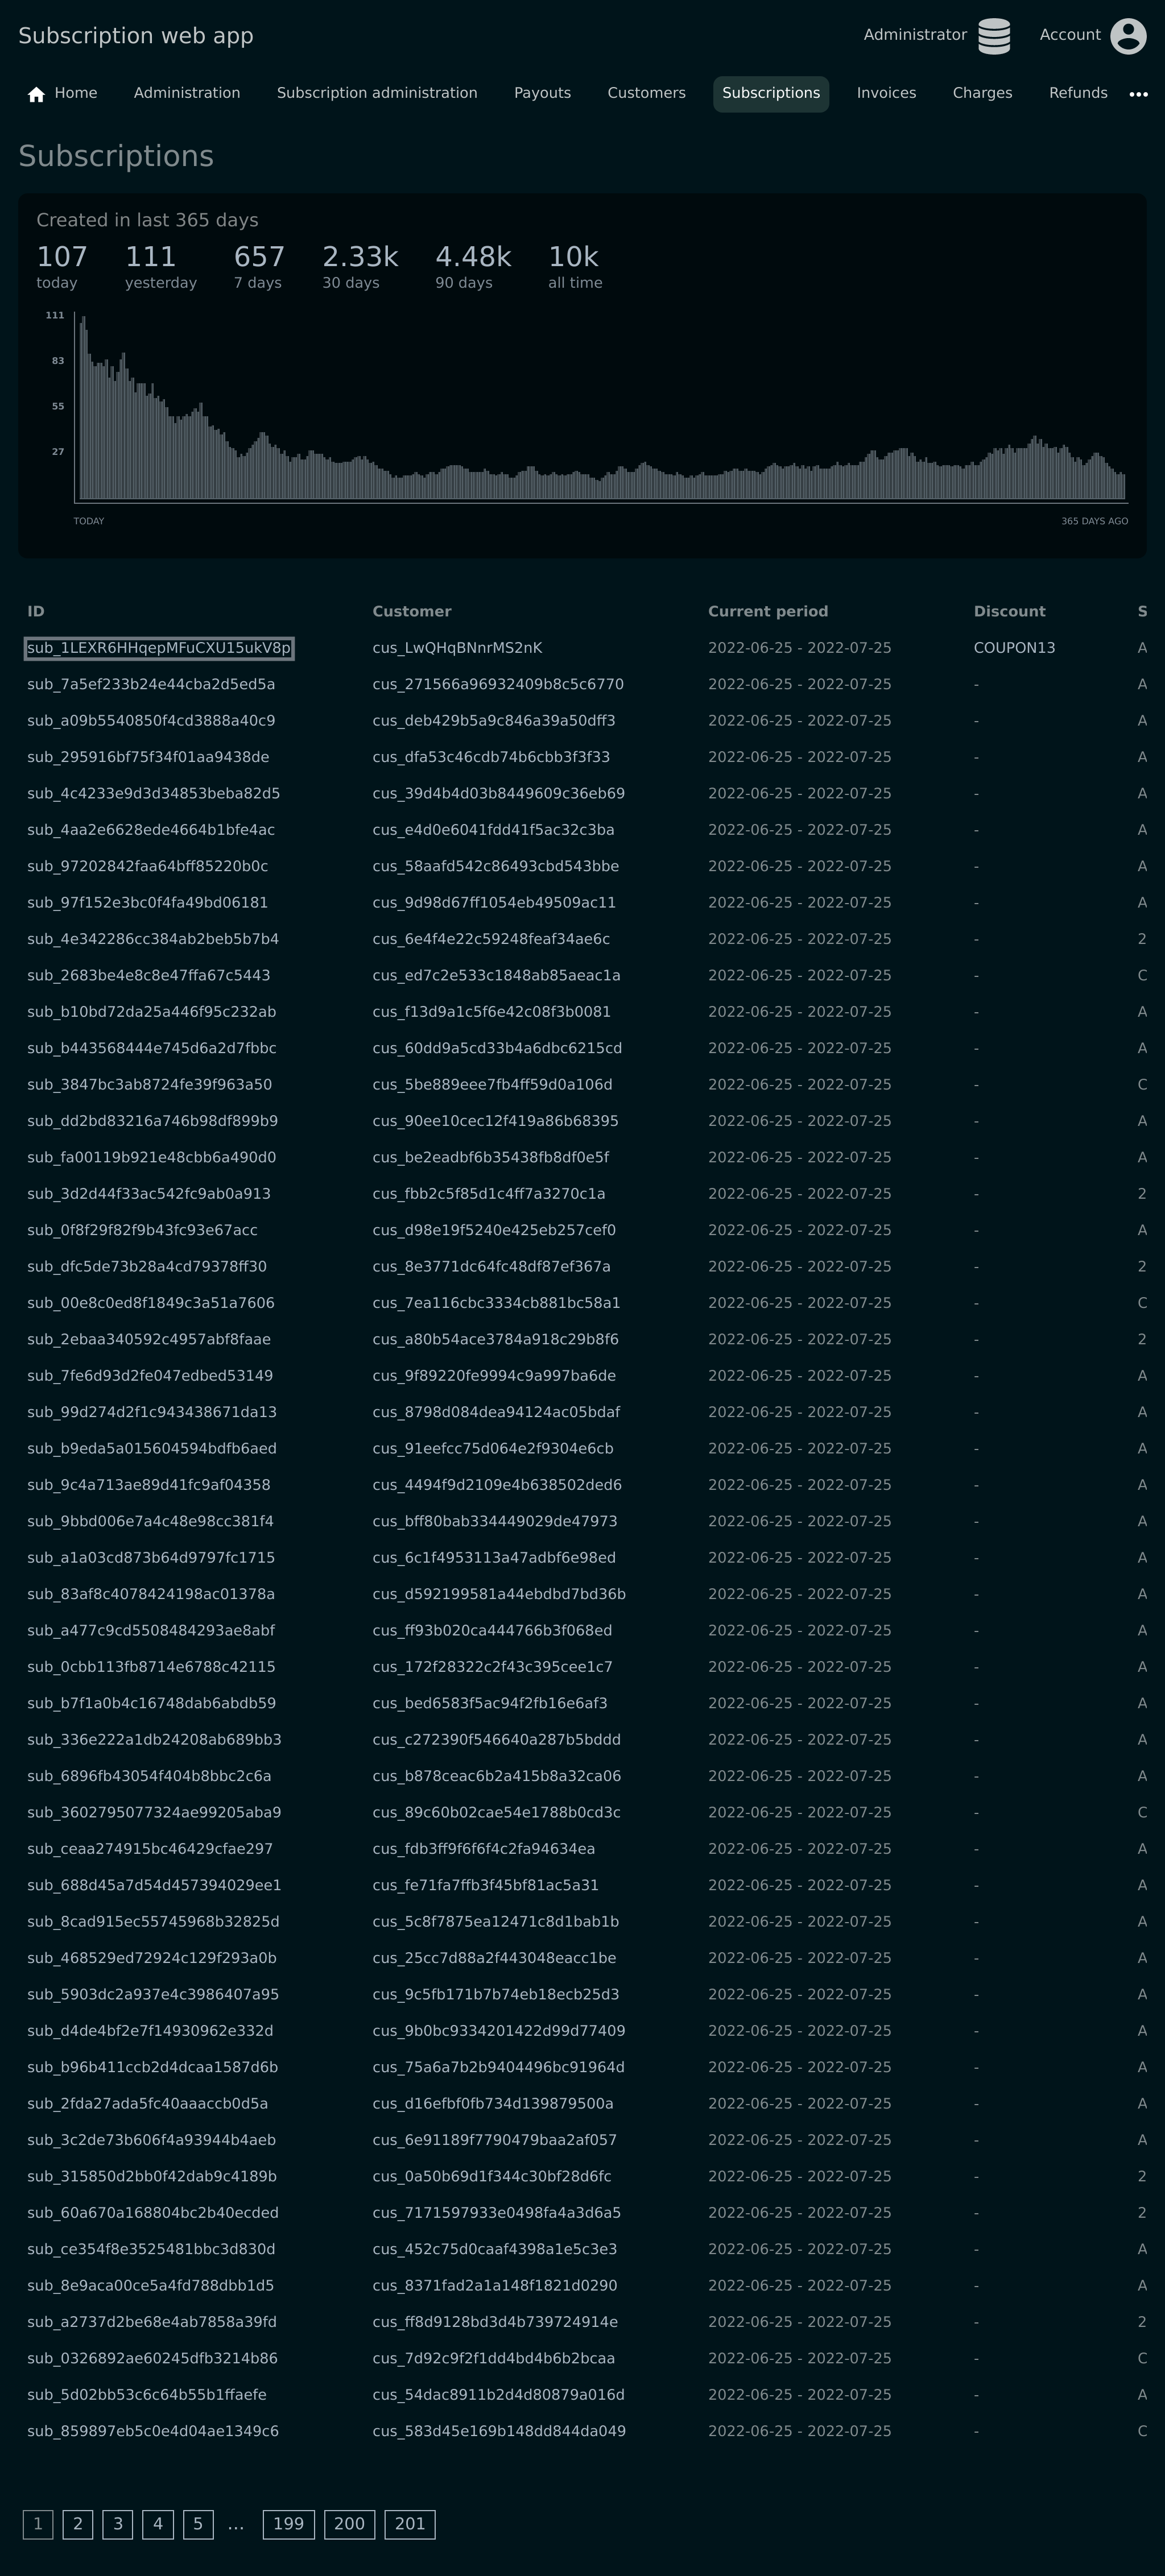 Subscription web app
Administrator
Account
Home Administration Subscription administration Payouts Customers Subscriptions Invoices Charges Refunds
Subscriptions
Created in last 365 days
107 111 657 2.33k 4.48k 10k
today yesterday 7 days 30 days 90 days all time
111
83
55
27
TODAY 365 DAYS AGO
ID Customer Current period Discount S
sub_1LEXR6HHqepMFuCXU15ukV8p cus_LwQHqBNnrMS2nK 2022-06-25 - 2022-07-25 COUPON13 A
sub_7a5ef233b24e44cba2d5ed5a cus_271566a96932409b8c5c6770 2022-06-25 - 2022-07-25 - A
sub_a09b5540850f4cd3888a40c9 cus_deb429b5a9c846a39a50dff3 2022-06-25 - 2022-07-25 - A
sub_295916bf75f34f01aa9438de cus_dfa53c46cdb74b6cbb3f3f33 2022-06-25 - 2022-07-25 - A
sub_4c4233e9d3d34853beba82d5 cus_39d4b4d03b8449609c36eb69 2022-06-25 - 2022-07-25 - A
sub_4aa2e6628ede4664b1bfe4ac cus_e4d0e6041fdd41f5ac32c3ba 2022-06-25 - 2022-07-25 - A
sub_97202842faa64bff85220b0c cus_58aafd542c86493cbd543bbe 2022-06-25 - 2022-07-25 - A
sub_97f152e3bc0f4fa49bd06181 cus_9d98d67ff1054eb49509ac11 2022-06-25 - 2022-07-25 - A
sub_4e342286cc384ab2beb5b7b4 cus_6e4f4e22c59248feaf34ae6c 2022-06-25 - 2022-07-25 - 2
sub_2683be4e8c8e47ffa67c5443 cus_ed7c2e533c1848ab85aeac1a 2022-06-25 - 2022-07-25 - C
sub_b10bd72da25a446f95c232ab cus_f13d9a1c5f6e42c08f3b0081 2022-06-25 - 2022-07-25 - A
sub_b443568444e745d6a2d7fbbc cus_60dd9a5cd33b4a6dbc6215cd 2022-06-25 - 2022-07-25 - A
sub_3847bc3ab8724fe39f963a50 cus_5be889eee7fb4ff59d0a106d 2022-06-25 - 2022-07-25 - C
sub_dd2bd83216a746b98df899b9 cus_90ee10cec12f419a86b68395 2022-06-25 - 2022-07-25 - A
sub_fa00119b921e48cbb6a490d0 cus_be2eadbf6b35438fb8df0e5f 2022-06-25 - 2022-07-25 - A
sub_3d2d44f33ac542fc9ab0a913 cus_fbb2c5f85d1c4ff7a3270c1a 2022-06-25 - 2022-07-25 - 2
sub_0f8f29f82f9b43fc93e67acc cus_d98e19f5240e425eb257cef0 2022-06-25 - 2022-07-25 - A
sub_dfc5de73b28a4cd79378ff30 cus_8e3771dc64fc48df87ef367a 2022-06-25 - 2022-07-25 - 2
sub_00e8c0ed8f1849c3a51a7606 cus_7ea116cbc3334cb881bc58a1 2022-06-25 - 2022-07-25 - C
sub_2ebaa340592c4957abf8faae cus_a80b54ace3784a918c29b8f6 2022-06-25 - 2022-07-25 - 2
sub_7fe6d93d2fe047edbed53149 cus_9f89220fe9994c9a997ba6de 2022-06-25 - 2022-07-25 - A
sub_99d274d2f1c943438671da13 cus_8798d084dea94124ac05bdaf 2022-06-25 - 2022-07-25 - A
sub_b9eda5a015604594bdfb6aed cus_91eefcc75d064e2f9304e6cb 2022-06-25 - 2022-07-25 - A
sub_9c4a713ae89d41fc9af04358 cus_4494f9d2109e4b638502ded6 2022-06-25 - 2022-07-25 - A
sub_9bbd006e7a4c48e98cc381f4 cus_bff80bab334449029de47973 2022-06-25 - 2022-07-25 - A
sub_a1a03cd873b64d9797fc1715 cus_6c1f4953113a47adbf6e98ed 2022-06-25 - 2022-07-25 - A
sub_83af8c4078424198ac01378a cus_d592199581a44ebdbd7bd36b 2022-06-25 - 2022-07-25 - A
sub_a477c9cd5508484293ae8abf cus_ff93b020ca444766b3f068ed 2022-06-25 - 2022-07-25 - A
sub_0cbb113fb8714e6788c42115 cus_172f28322c2f43c395cee1c7 2022-06-25 - 2022-07-25 - A
sub_b7f1a0b4c16748dab6abdb59 cus_bed6583f5ac94f2fb16e6af3 2022-06-25 - 2022-07-25 - A
sub_336e222a1db24208ab689bb3 cus_c272390f546640a287b5bddd 2022-06-25 - 2022-07-25 - A
sub_6896fb43054f404b8bbc2c6a cus_b878ceac6b2a415b8a32ca06 2022-06-25 - 2022-07-25 - A
sub_3602795077324ae99205aba9 cus_89c60b02cae54e1788b0cd3c 2022-06-25 - 2022-07-25 - C
sub_ceaa274915bc46429cfae297 cus_fdb3ff9f6f6f4c2fa94634ea 2022-06-25 - 2022-07-25 - A
sub_688d45a7d54d457394029ee1 cus_fe71fa7ffb3f45bf81ac5a31 2022-06-25 - 2022-07-25 - A
sub_8cad915ec55745968b32825d cus_5c8f7875ea12471c8d1bab1b 2022-06-25 - 2022-07-25 - A
sub_468529ed72924c129f293a0b cus_25cc7d88a2f443048eacc1be 2022-06-25 - 2022-07-25 - A
sub_5903dc2a937e4c3986407a95 cus_9c5fb171b7b74eb18ecb25d3 2022-06-25 - 2022-07-25 - A
sub_d4de4bf2e7f14930962e332d cus_9b0bc9334201422d99d77409 2022-06-25 - 2022-07-25 - A
sub_b96b411ccb2d4dcaa1587d6b cus_75a6a7b2b9404496bc91964d 2022-06-25 - 2022-07-25 - A
sub_2fda27ada5fc40aaaccb0d5a cus_d16efbf0fb734d139879500a 2022-06-25 - 2022-07-25 - A
sub_3c2de73b606f4a93944b4aeb cus_6e91189f7790479baa2af057 2022-06-25 - 2022-07-25 - A
sub_315850d2bb0f42dab9c4189b cus_0a50b69d1f344c30bf28d6fc 2022-06-25 - 2022-07-25 - 2
sub_60a670a168804bc2b40ecded cus_7171597933e0498fa4a3d6a5 2022-06-25 - 2022-07-25 - 2
sub_ce354f8e3525481bbc3d830d cus_452c75d0caaf4398a1e5c3e3 2022-06-25 - 2022-07-25 - A
sub_8e9aca00ce5a4fd788dbb1d5 cus_8371fad2a1a148f1821d0290 2022-06-25 - 2022-07-25 - A
sub_a2737d2be68e4ab7858a39fd cus_ff8d9128bd3d4b739724914e 2022-06-25 - 2022-07-25 - 2
sub_0326892ae60245dfb3214b86 cus_7d92c9f2f1dd4bd4b6b2bcaa 2022-06-25 - 2022-07-25 - C
sub_5d02bb53c6c64b55b1ffaefe cus_54dac8911b2d4d80879a016d 2022-06-25 - 2022-07-25 - A
sub_859897eb5c0e4d04ae1349c6 cus_583d45e169b148dd844da049 2022-06-25 - 2022-07-25 - C
1 2 3 4 5 … 199 200 201